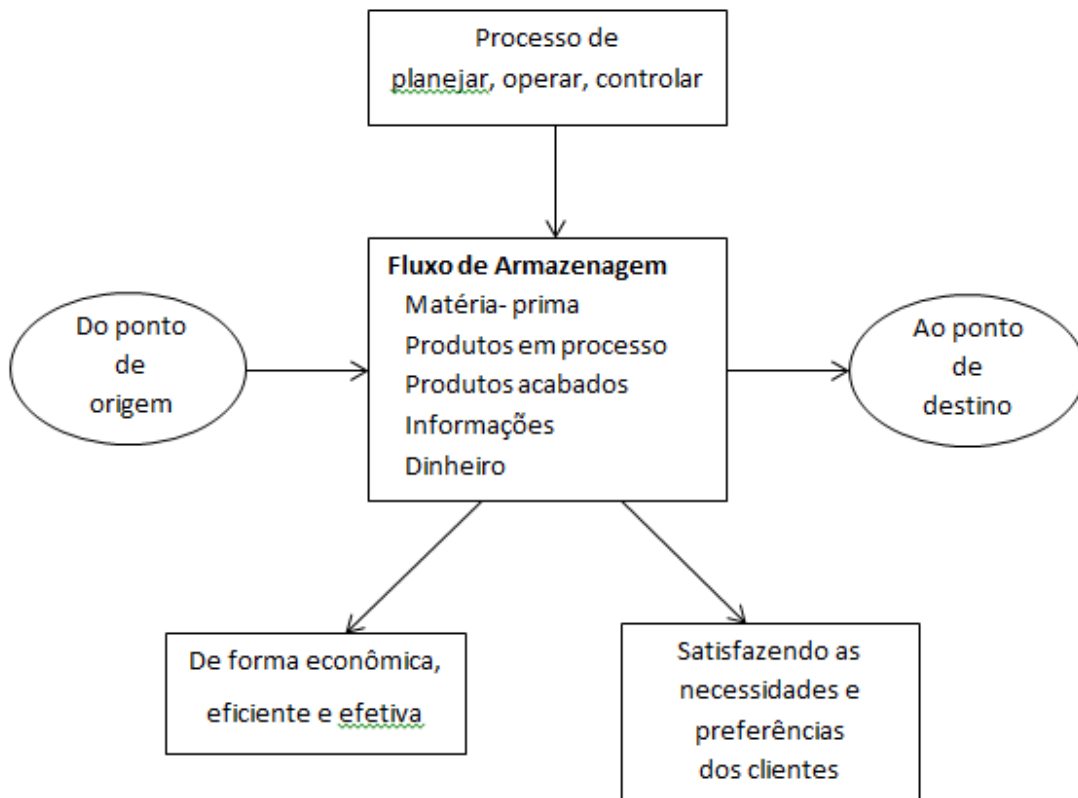 Processo de
planejar, operar, controlar
Fluxo de Armazenagem
Matéria- prima
Produtos em processo
Produtos acabados
Informações
Dinheiro
Do ponto
de
origem
Ao ponto
de
destino
De forma econômica,
eficiente e efetiva
Satisfazendo as
necessidades e
preferências
dos clientes